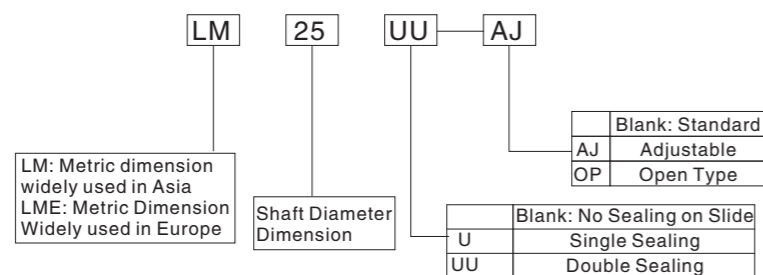 LM 25 UU AJ
Blank: Standard
AJ Adjustable
OP Open Type
LM: Metric dimension
widely used in Asia
LME: Metric Dimension
Widely used in Europe
Shaft Diameter
Dimension
Blank: No Sealing on Slide
U Single Sealing
UU Double Sealing